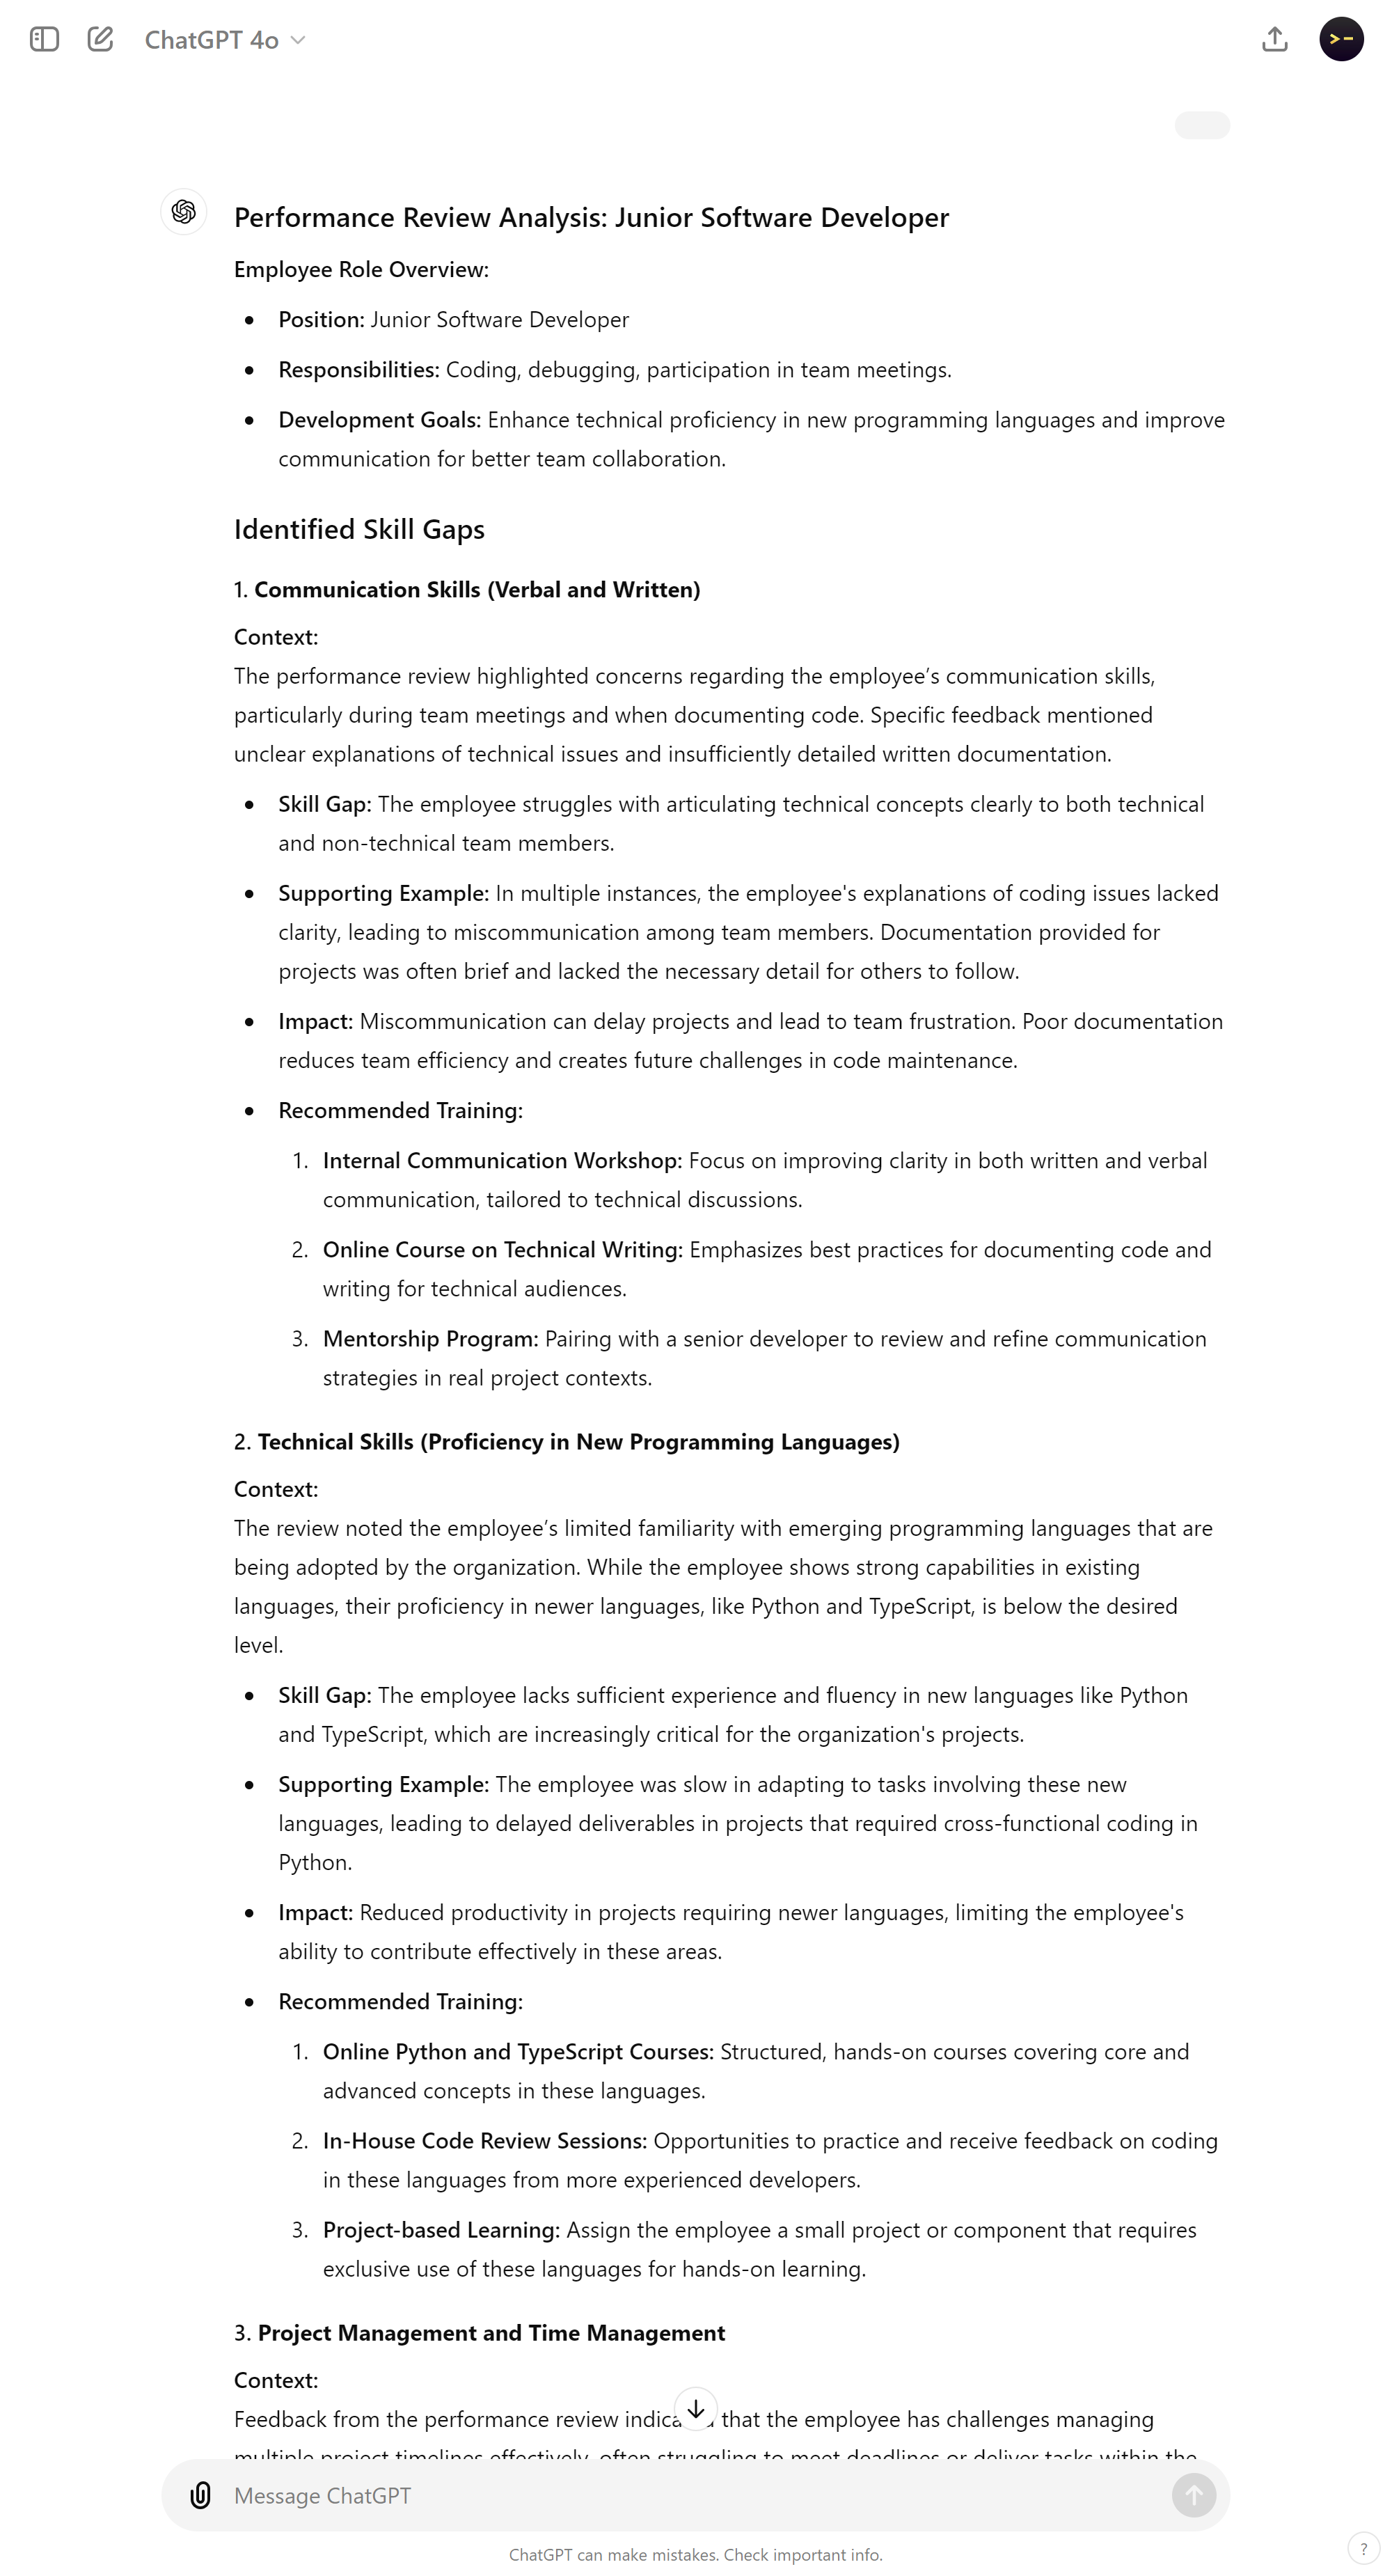 ChatGPT 4o
Performance Review Analysis: Junior Software Developer
Employee Role Overview:
Position: Junior Software Developer
Responsibilities: Coding, debugging, participation in team meetings.
Development Goals: Enhance technical proficiency in new programming languages and improve
communication for better team collaboration.
Identified Skill Gaps
1. Communication Skills (Verbal and Written)
Context:
The performance review highlighted concerns regarding the employee’s communication skills,
particularly during team meetings and when documenting code. Specific feedback mentioned
unclear explanations of technical issues and insufficiently detailed written documentation.
Skill Gap: The employee struggles with articulating technical concepts clearly to both technical
and non-technical team members.
Supporting Example: In multiple instances, the employee's explanations of coding issues lacked
clarity, leading to miscommunication among team members. Documentation provided for
projects was often brief and lacked the necessary detail for others to follow.
Impact: Miscommunication can delay projects and lead to team frustration. Poor documentation
reduces team efficiency and creates future challenges in code maintenance.
Recommended Training:
1. Internal Communication Workshop: Focus on improving clarity in both written and verbal
communication, tailored to technical discussions.
2. Online Course on Technical Writing: Emphasizes best practices for documenting code and
writing for technical audiences.
3. Mentorship Program: Pairing with a senior developer to review and refine communication
strategies in real project contexts.
2. Technical Skills (Proficiency in New Programming Languages)
Context:
The review noted the employee’s limited familiarity with emerging programming languages that are
being adopted by the organization. While the employee shows strong capabilities in existing
languages, their proficiency in newer languages, like Python and TypeScript, is below the desired
level.
Skill Gap: The employee lacks sufficient experience and fluency in new languages like Python
and TypeScript, which are increasingly critical for the organization's projects.
Supporting Example: The employee was slow in adapting to tasks involving these new
languages, leading to delayed deliverables in projects that required cross-functional coding in
Python.
Impact: Reduced productivity in projects requiring newer languages, limiting the employee's
ability to contribute effectively in these areas.
Recommended Training:
1. Online Python and TypeScript Courses: Structured, hands-on courses covering core and
advanced concepts in these languages.
2. In-House Code Review Sessions: Opportunities to practice and receive feedback on coding
in these languages from more experienced developers.
3. Project-based Learning: Assign the employee a small project or component that requires
exclusive use of these languages for hands-on learning.
3. Project Management and Time Management
Context:
Feedback from the performance review indicated that the employee has challenges managing
multiple project timelines effectively, often struggling to meet deadlines or deliver tasks within the
Message ChatGPT
ChatGPT can make mistakes. Check important info.
?